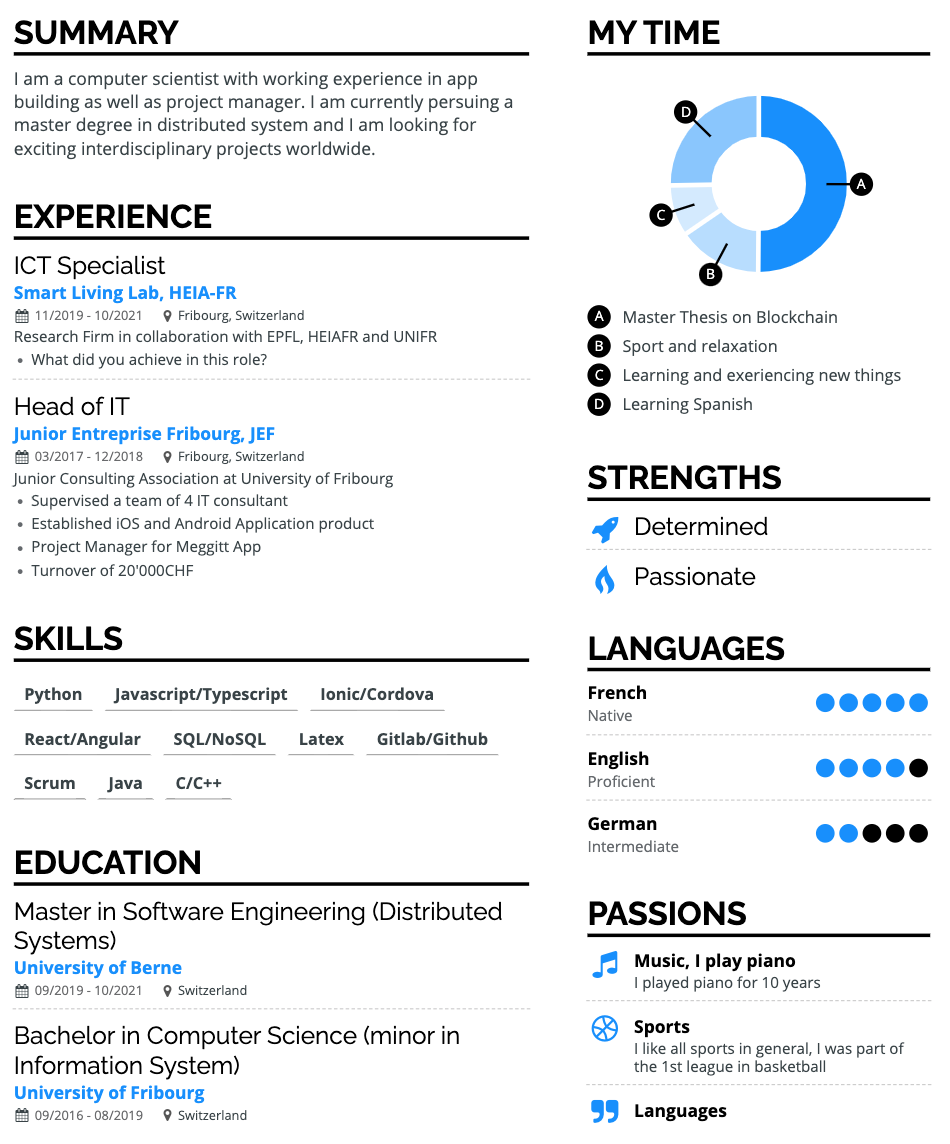 SUMMARY
I am a computer scientist with working experience in app
building as well as project manager. I am currently persuing a
master degree in distributed system and I am looking for
exciting interdisciplinary projects worldwide.
EXPERIENCE
ICT Specialist
Smart Living Lab, HEIA-FR
11/2019 - 10/2021 Fribourg, Switzerland
Research Firm in collaboration with EPFL, HEIAFR and UNIFR
• What did you achieve in this role?
Head of IT
Junior Entreprise Fribourg, JEF
03/2017 - 12/2018 Fribourg, Switzerland
Junior Consulting Association at University of Fribourg
• Supervised a team of 4 IT consultant
• Established iOS and Android Application product
• Project Manager for Meggitt App
• Turnover of 20'000CHF
SKILLS
Python Javascript/Typescript Ionic/Cordova
React/Angular SQL/NoSQL Latex Gitlab/Github
Scrum Java C/C++
EDUCATION
Master in Software Engineering (Distributed
Systems)
University of Berne
09/2019 - 10/2021 Switzerland
Bachelor in Computer Science (minor in
Information System)
University of Fribourg
09/2016 - 08/2019 Switzerland
MY TIME
D
A
C
B
A Master Thesis on Blockchain
B Sport and relaxation
C Learning and exeriencing new things
D Learning Spanish
STRENGTHS
Determined
Passionate
LANGUAGES
French
Native
English
Proficient
German
Intermediate
PASSIONS
Music, I play piano
I played piano for 10 years
Sports
I like all sports in general, I was part of
the 1st league in basketball
Languages